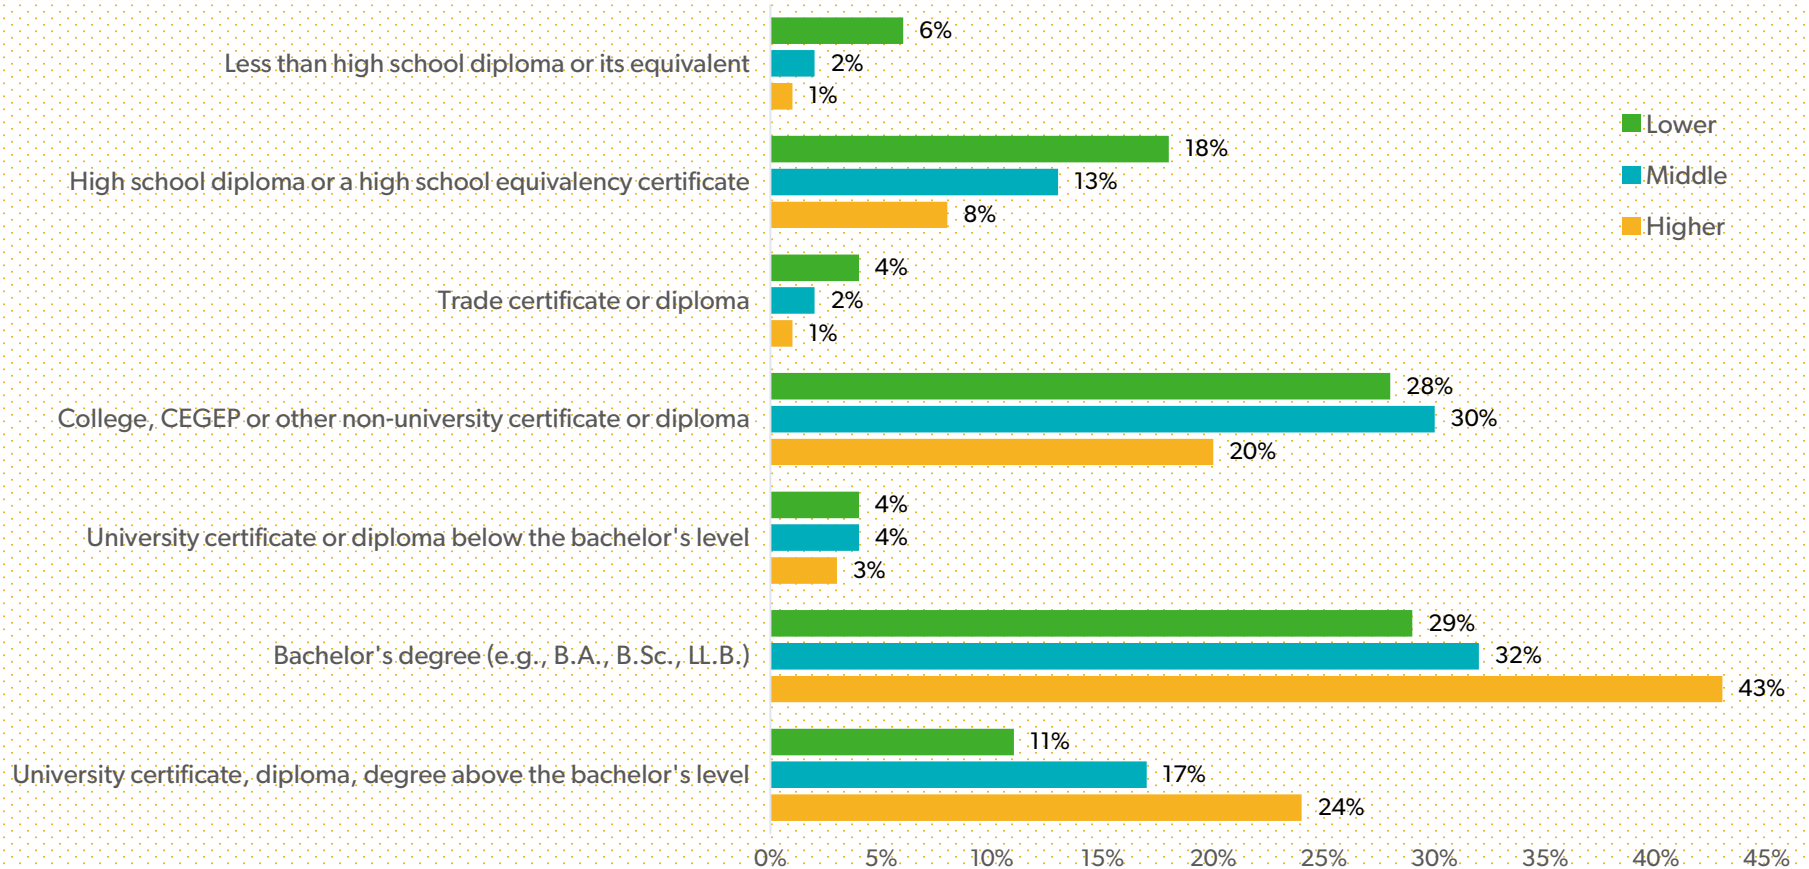 Less than high school diploma or its equivalent
6%
2%
1%
High school diploma or a high school equivalency certificate
18%
13%
8%
Trade certificate or diploma
4%
2%
1%
College, CEGEP or other non-university certificate or diploma
28%
30%
20%
University certificate or diploma below the bachelor's level
4%
4%
3%
Bachelor's degree (e.g., B.A., B.Sc., LL.B.)
29%
32%
43%
University certificate, diploma, degree above the bachelor's level
11%
17%
24%
0% 5% 10% 15% 20% 25% 30% 35% 40% 45%
Lower
Middle
Higher